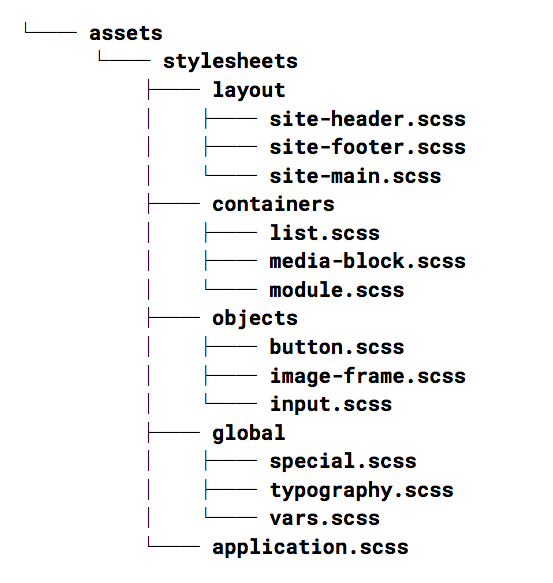 └── assets
    └── stylesheets
        ├── layout
        │   ├── site-header.scss
        │   ├── site-footer.scss
        │   └── site-main.scss
        ├── containers
        │   ├── list.scss
        │   ├── media-block.scss
        │   └── module.scss
        ├── objects
        │   ├── button.scss
        │   ├── image-frame.scss
        │   └── input.scss
        ├── global
        │   ├── special.scss
        │   ├── typography.scss
        │   └── vars.scss
        └── application.scss